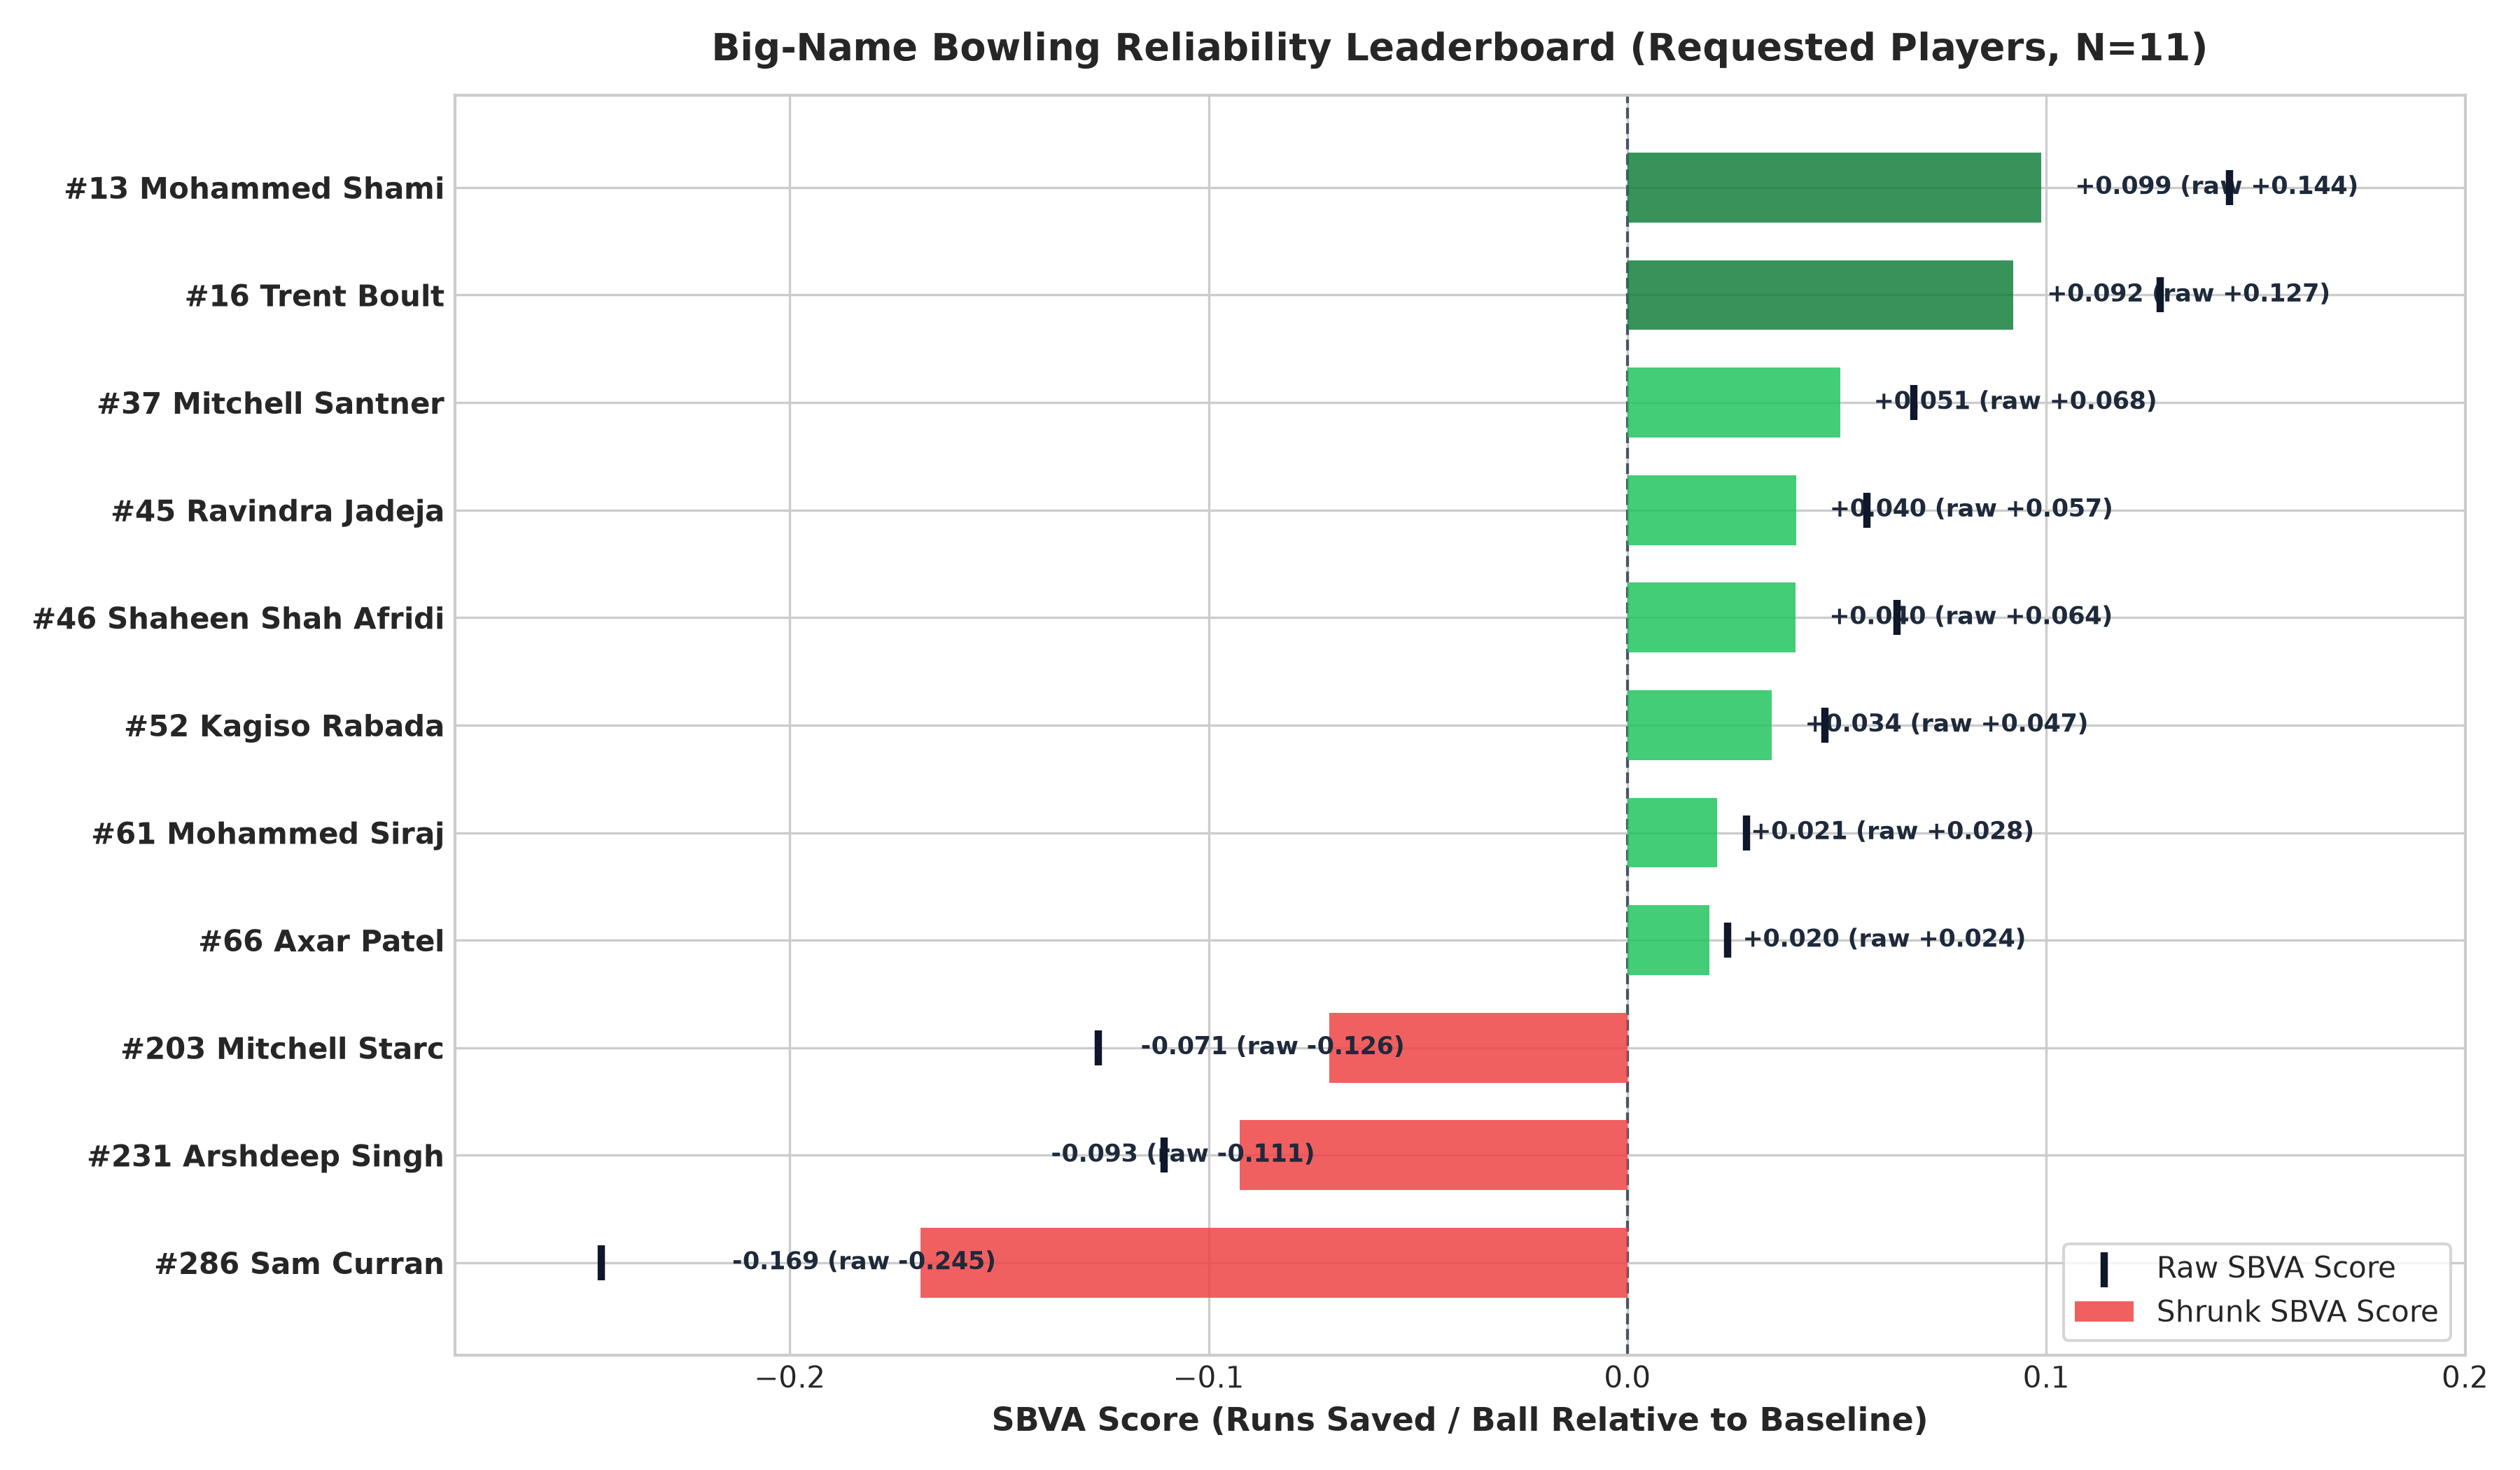 Big-Name Bowling Reliability Leaderboard (Requested Players, N=11)
#13 Mohammed Shami
+0.099 (raw +0.144)
#16 Trent Boult
+0.092 (raw +0.127)
#37 Mitchell Santner
+0.051 (raw +0.068)
#45 Ravindra Jadeja
+0.040 (raw +0.057)
#46 Shaheen Shah Afridi
+0.040 (raw +0.064)
#52 Kagiso Rabada
+0.034 (raw +0.047)
#61 Mohammed Siraj
+0.021 (raw +0.028)
#66 Axar Patel
+0.020 (raw +0.024)
#203 Mitchell Starc
-0.071 (raw -0.126)
#231 Arshdeep Singh
-0.093 (raw -0.111)
#286 Sam Curran
-0.169 (raw -0.245)
Raw SBVA Score
Shrunk SBVA Score
−0.2 −0.1 0.0 0.1 0.2
SBVA Score (Runs Saved / Ball Relative to Baseline)